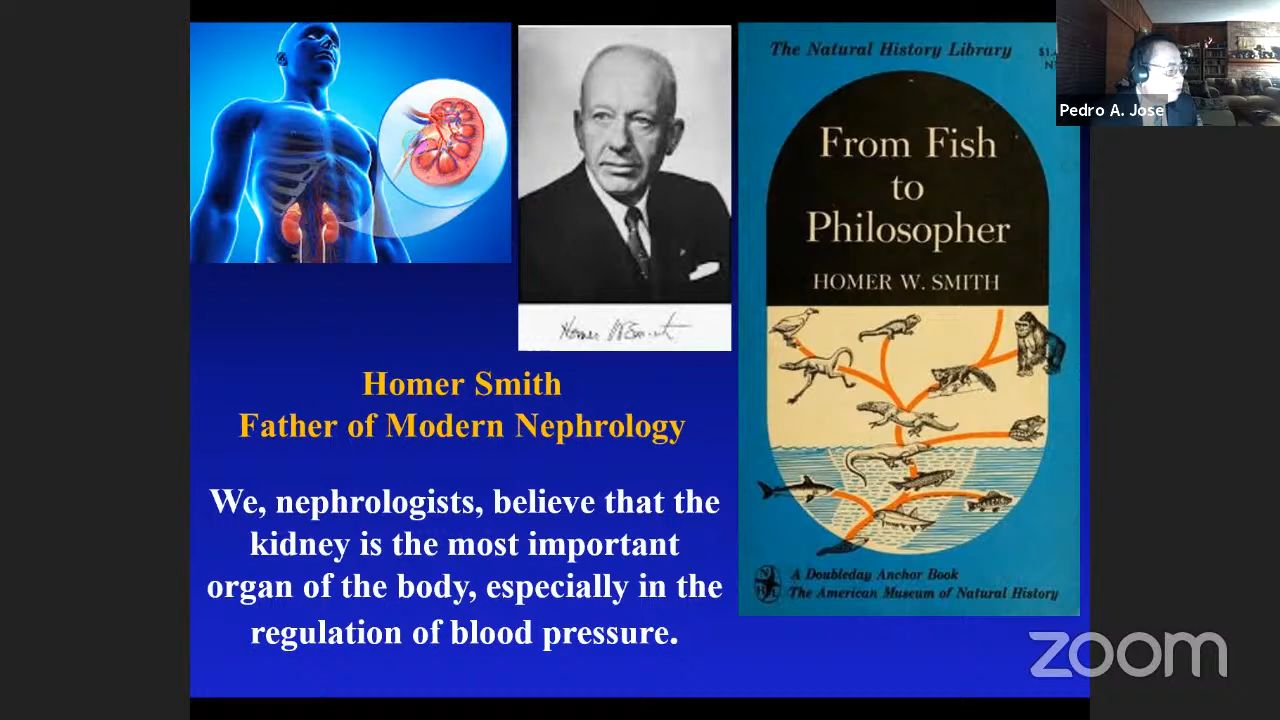 The Natural History Library
From Fish
to
Philosopher
HOMER W. SMITH
Pedro A. Jose
Homer Smith
Father of Modern Nephrology
We, nephrologists, believe that the
kidney is the most important
organ of the body, especially in the
regulation of blood pressure.
A Doubleday Anchor Book
The American Museum of Natural History
zoom